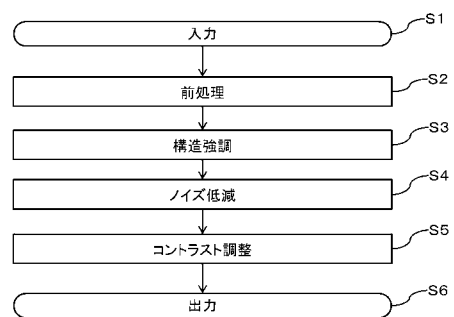 入力 S1
前処理 S2
構造強調 S3
ノイズ低減 S4
コントラスト調整 S5
出力 S6